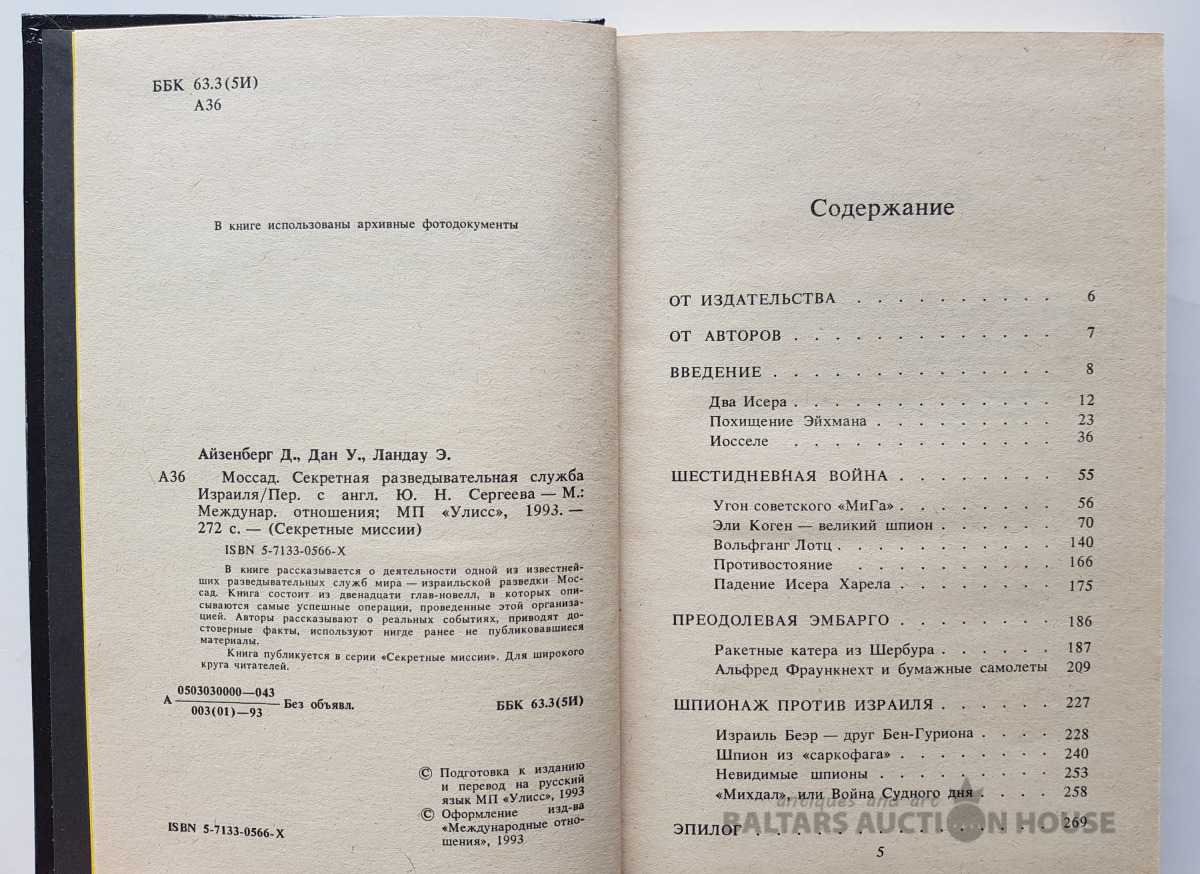 ББК 63.3(5И)
А36
В книге использованы архивные фотодокументы
Айзенберг Д., Дан У., Ландау Э.
А36 Моссад. Секретная разведывательная служба
Израиля/Пер. с англ. Ю. Н. Сергеева — М.:
Междунар. отношения; МП «Улисс», 1993. —
272 с. — (Секретные миссии)
ISBN 5-7133-0566-X
В книге рассказывается о деятельности одной из известней-
ших разведывательных служб мира — израильской разведки Мос-
сад. Книга состоит из двенадцати глав-новелл, в которых опи-
сываются самые успешные операции, проведенные этой организа-
цией. Авторы рассказывают о реальных событиях, приводят до-
стоверные факты, используют нигде ранее не публиковавшиеся
материалы.
Книга публикуется в серии «Секретные миссии». Для широкого
круга читателей.
А 0503030000—043
003(01)—93
Без объявл.
ББК 63.3(5И)
© Подготовка к изданию
и перевод на русский
язык МП «Улисс», 1993
© Оформление изд-ва
«Международные отно-
шения», 1993
ISBN 5-7133-0566-X
Содержание
ОТ ИЗДАТЕЛЬСТВА . . . . . . . . . . 6
ОТ АВТОРОВ . . . . . . . . . . . . . 7
ВВЕДЕНИЕ . . . . . . . . . . . . . . 8
Два Исера . . . . . . . . . . . . . 12
Похищение Эйхмана . . . . . . . . . 23
Иосселе . . . . . . . . . . . . . 36
ШЕСТИДНЕВНАЯ ВОЙНА . . . . . . . . 55
Угон советского «МиГа» . . . . . . . . 56
Эли Коген — великий шпион . . . . . . 70
Вольфганг Лотц . . . . . . . . . . . 140
Противостояние . . . . . . . . . . . 166
Падение Исера Харела . . . . . . . . 175
ПРЕОДОЛЕВАЯ ЭМБАРГО . . . . . . . . 186
Ракетные катера из Шербура . . . . . . 187
Альфред Фраункнехт и бумажные самолеты 209
ШПИОНАЖ ПРОТИВ ИЗРАИЛЯ . . . . . . 227
Израиль Беэр — друг Бен-Гуриона . . . . 228
Шпион из «саркофага» . . . . . . . . 240
Невидимые шпионы . . . . . . . . . 253
«Михдал», или Война Судного дня . . . . 258
ЭПИЛОГ . . . . . . . . . . . . . . . 269
5
antiques and art
BALTARS AUCTION HOUSE